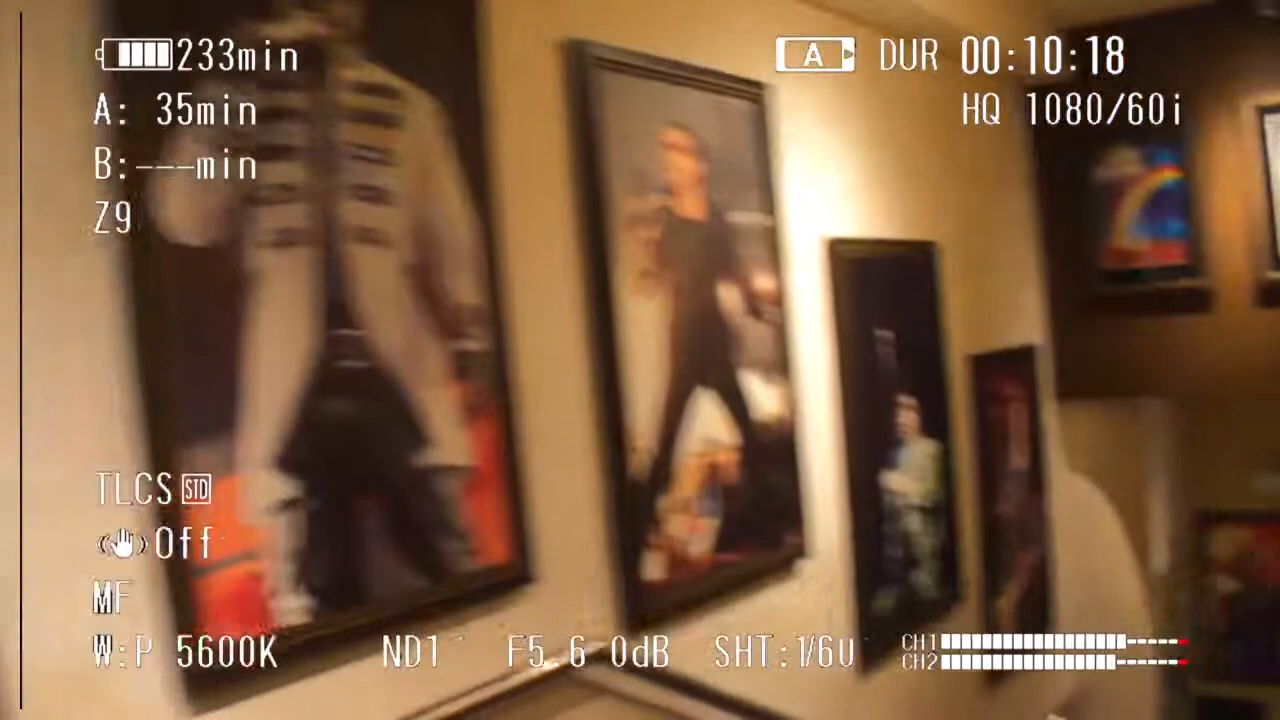 233min
A
DUR 00:10:18
A: 35min
HQ 1080/60i
B:---min
Z9
TLCS STD
Off
MF
W:P 5600K ND1 F5.6 0dB SHT:1/60
CH1
CH2